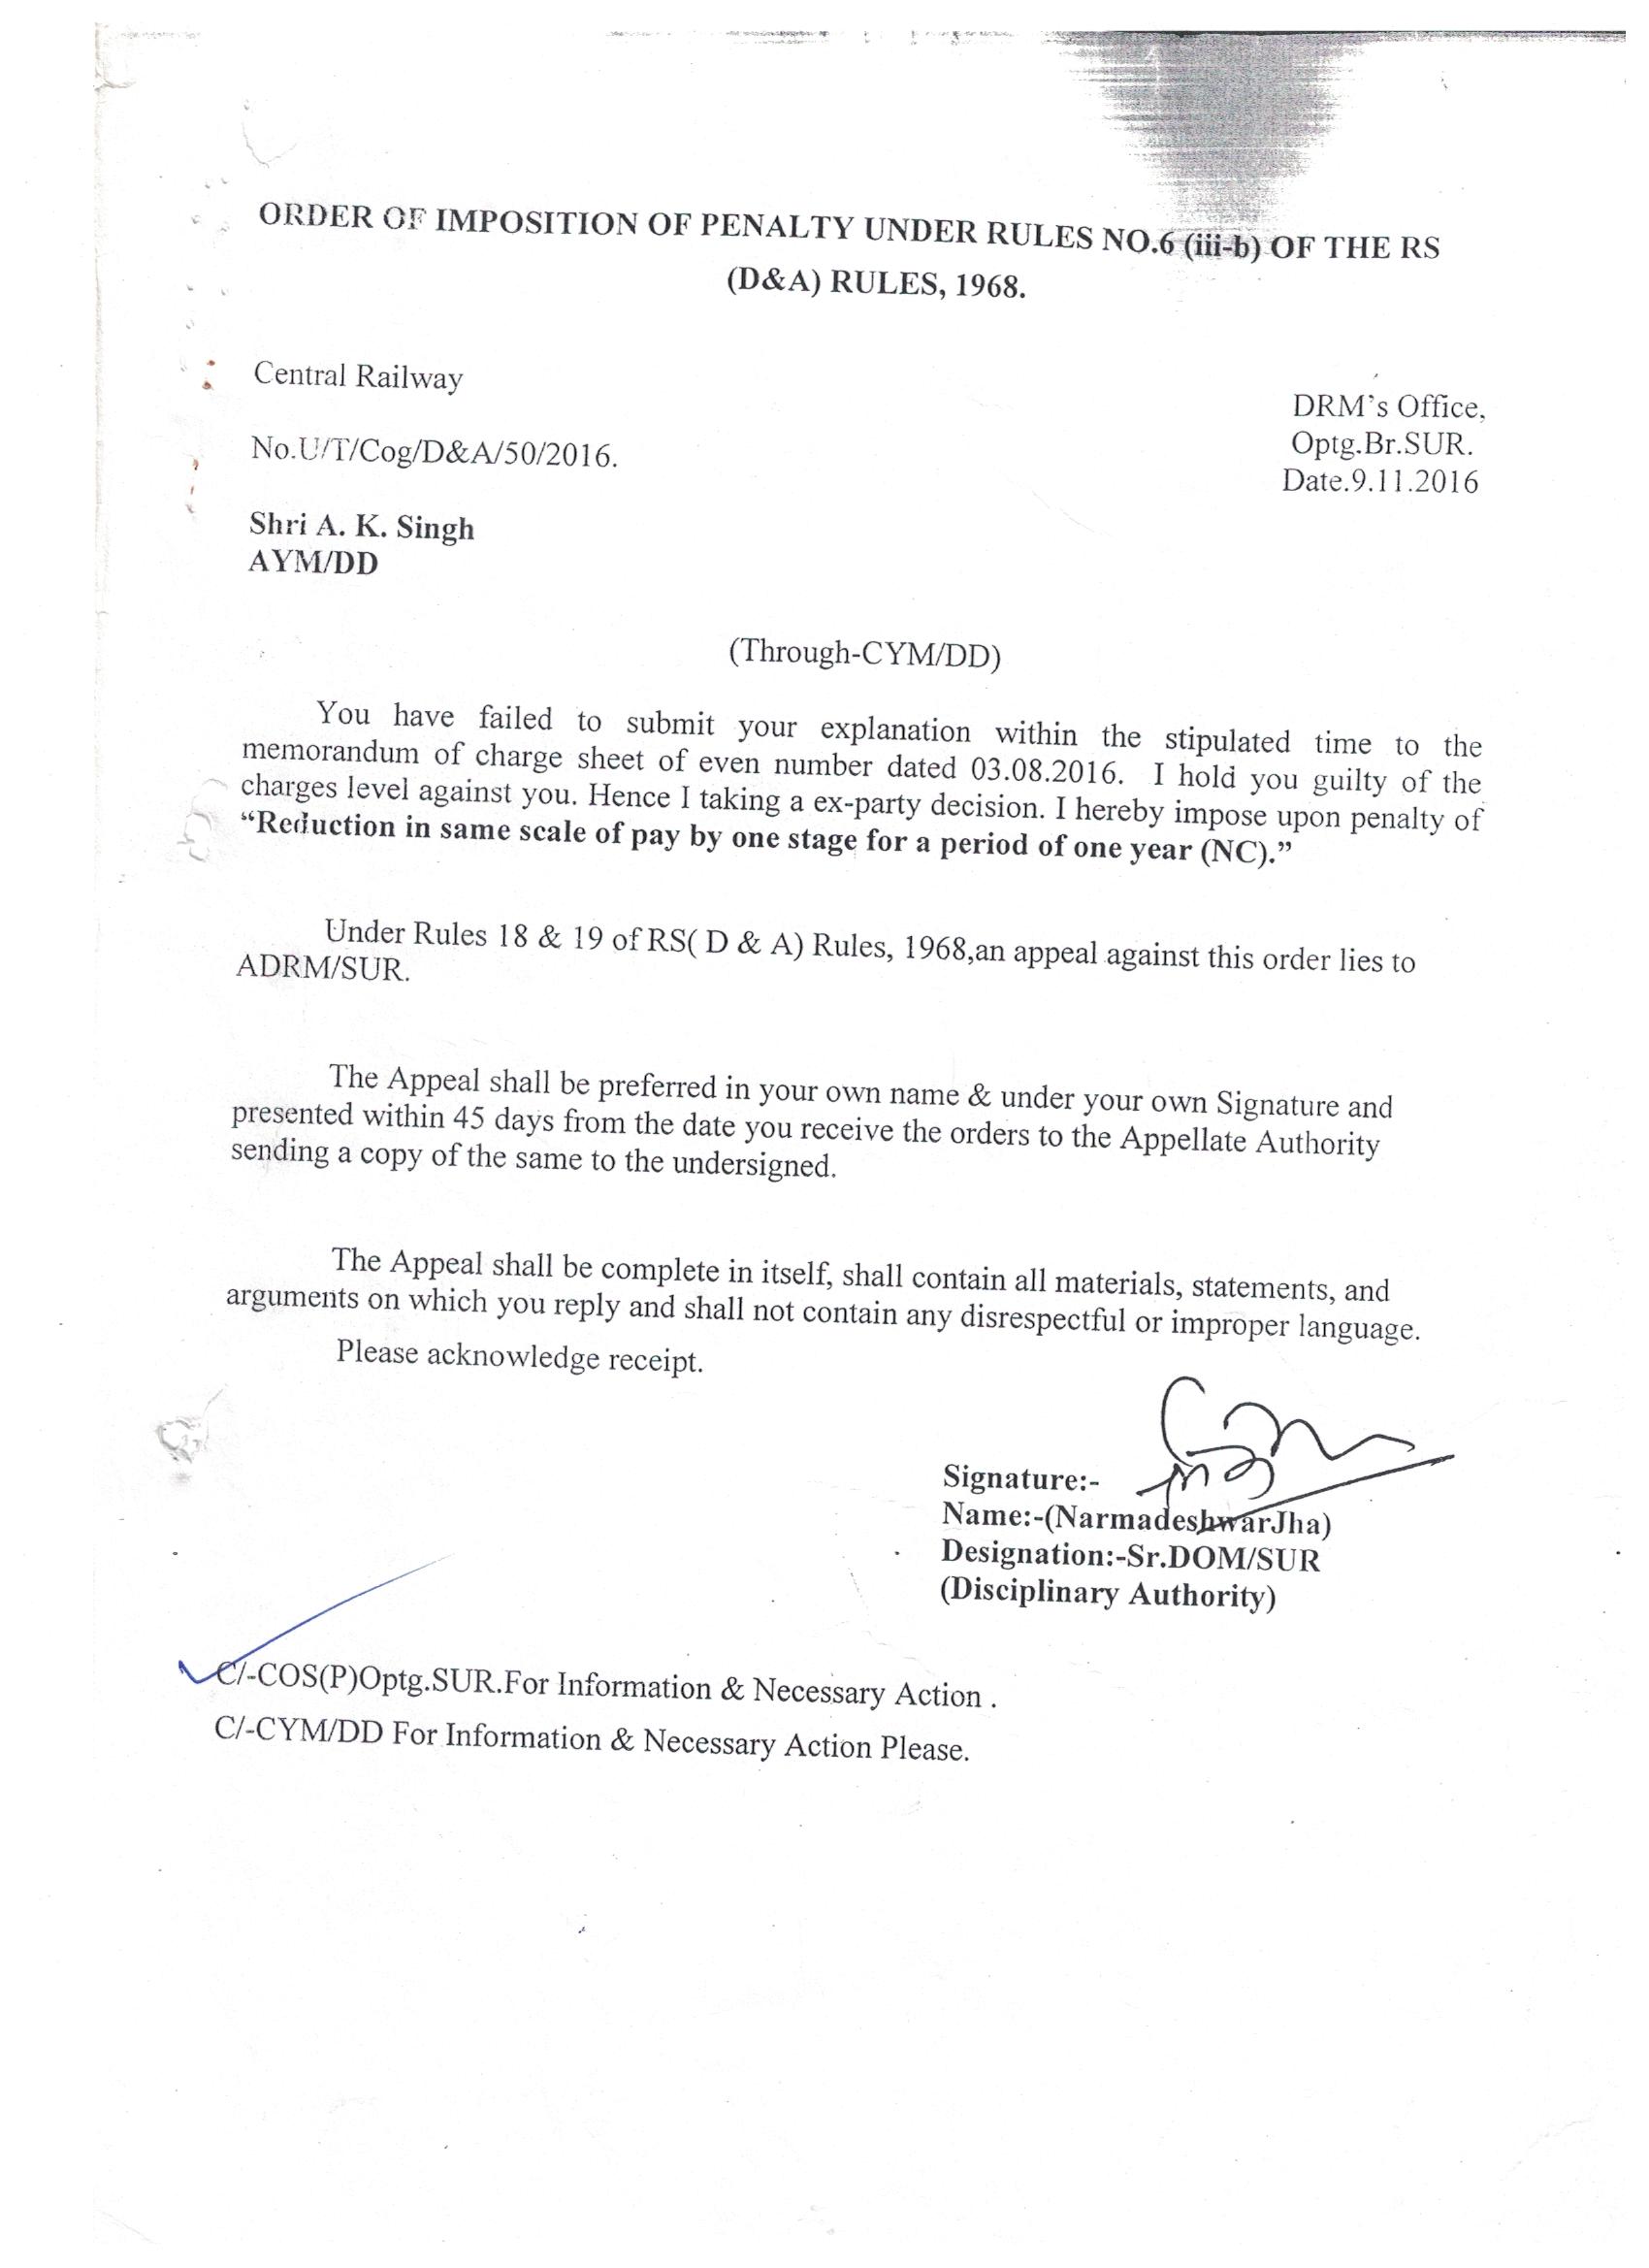 ORDER OF IMPOSITION OF PENALTY UNDER RULES NO.6 (iii-b) OF THE RS
(D&A) RULES, 1968.
Central Railway
DRM's Office,
No.U/T/Cog/D&A/50/2016.
Optg.Br.SUR.
Date.9.11.2016
Shri A. K. Singh
AYM/DD
(Through-CYM/DD)
You have failed to submit your explanation within the stipulated time to the
memorandum of charge sheet of even number dated 03.08.2016. I hold you guilty of the
charges level against you. Hence I taking a ex-party decision. I hereby impose upon penalty of
“Reduction in same scale of pay by one stage for a period of one year (NC).”
Under Rules 18 & 19 of RS( D & A) Rules, 1968,an appeal against this order lies to
ADRM/SUR.
The Appeal shall be preferred in your own name & under your own Signature and
presented within 45 days from the date you receive the orders to the Appellate Authority
sending a copy of the same to the undersigned.
The Appeal shall be complete in itself, shall contain all materials, statements, and
arguments on which you reply and shall not contain any disrespectful or improper language.
Please acknowledge receipt.
Signature:-
Name:-(NarmadeshwarJha)
Designation:-Sr.DOM/SUR
(Disciplinary Authority)
C/-COS(P)Optg.SUR.For Information & Necessary Action .
C/-CYM/DD For Information & Necessary Action Please.